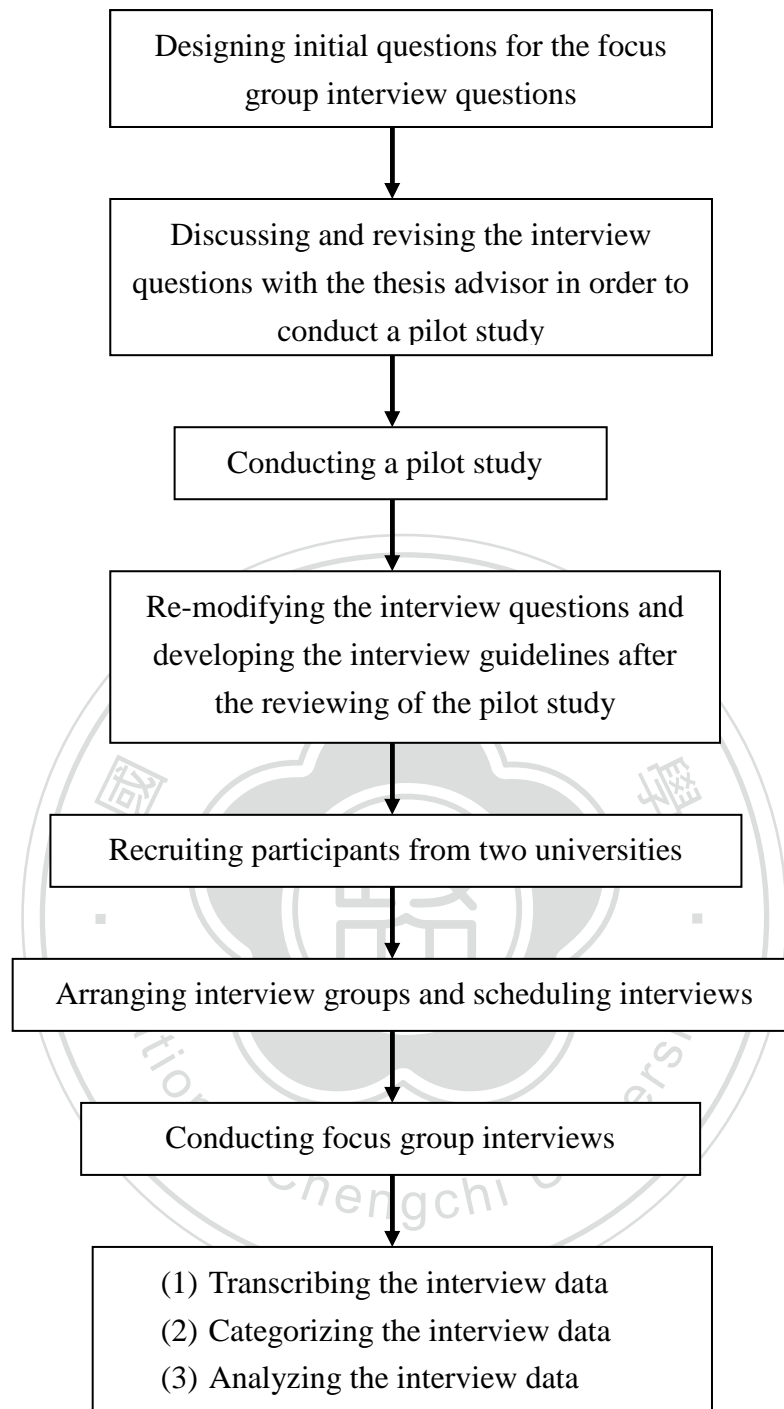 Designing initial questions for the focus
group interview questions
Discussing and revising the interview
questions with the thesis advisor in order to
conduct a pilot study
Conducting a pilot study
Re-modifying the interview questions and
developing the interview guidelines after
the reviewing of the pilot study
國 學
Recruiting participants from two universities
Arranging interview groups and scheduling interviews
Conducting focus group interviews
Chengchi
(1) Transcribing the interview data
(2) Categorizing the interview data
(3) Analyzing the interview data